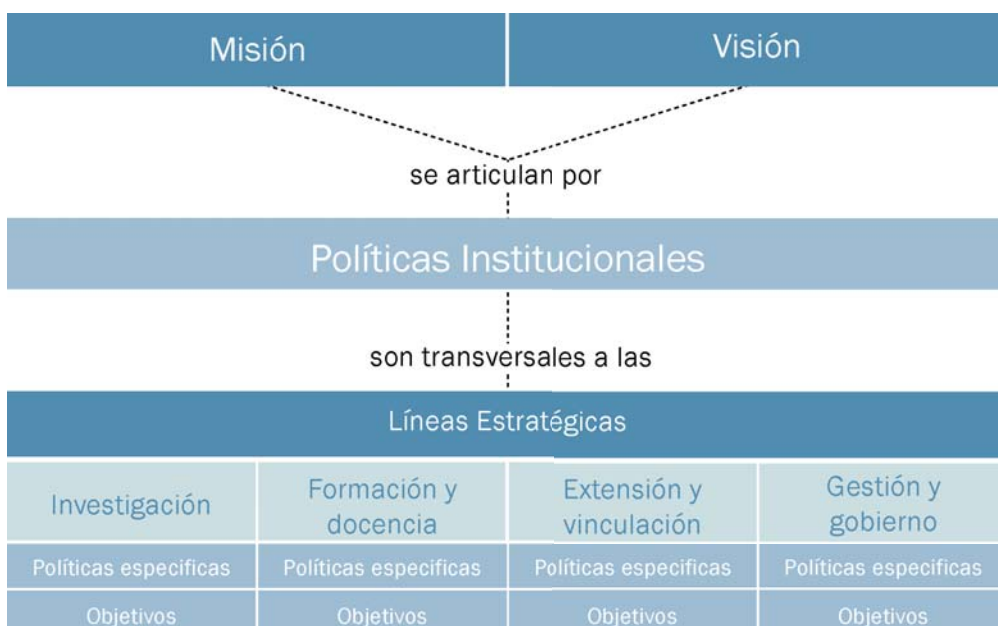 Misión Visión
se articulan por
Políticas Institucionales
son transversales a las
Líneas Estratégicas
Investigación
Formación y
docencia
Extensión y
vinculación
Gestión y
gobierno
Políticas especificas Políticas especificas Políticas especificas Políticas especificas
Objetivos Objetivos Objetivos Objetivos